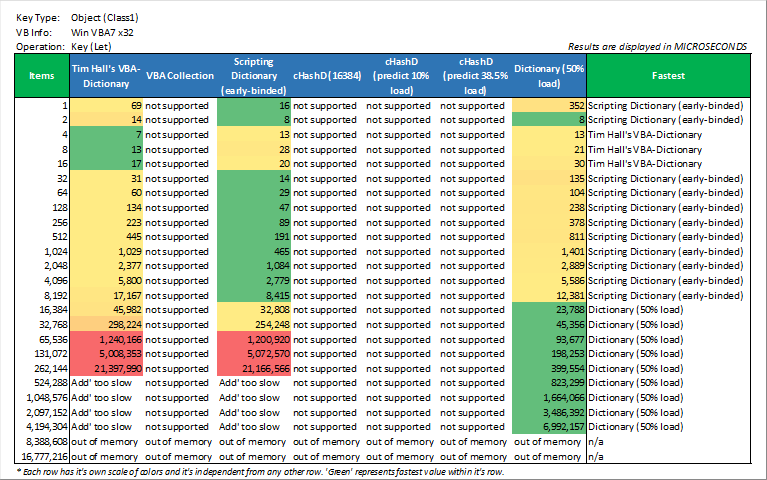 Key Type: Object (Class1)
VB Info: Win VBA7 x32
Operation: Key (Let)
Results are displayed in MICROSECONDS
Items Tim Hall's VBA-Dictionary VBA Collection Scripting Dictionary (early-binded) cHashD (16384) cHashD (predict 10% load) cHashD (predict 38.5% load) Dictionary (50% load) Fastest
1 69 not supported 16 not supported not supported not supported 352 Scripting Dictionary (early-binded)
2 14 not supported 8 not supported not supported not supported 8 Scripting Dictionary (early-binded)
4 7 not supported 13 not supported not supported not supported 13 Tim Hall's VBA-Dictionary
8 13 not supported 28 not supported not supported not supported 21 Tim Hall's VBA-Dictionary
16 17 not supported 20 not supported not supported not supported 30 Tim Hall's VBA-Dictionary
32 31 not supported 14 not supported not supported not supported 135 Scripting Dictionary (early-binded)
64 60 not supported 29 not supported not supported not supported 104 Scripting Dictionary (early-binded)
128 134 not supported 47 not supported not supported not supported 238 Scripting Dictionary (early-binded)
256 223 not supported 89 not supported not supported not supported 378 Scripting Dictionary (early-binded)
512 445 not supported 191 not supported not supported not supported 811 Scripting Dictionary (early-binded)
1,024 1,029 not supported 465 not supported not supported not supported 1,401 Scripting Dictionary (early-binded)
2,048 2,377 not supported 1,084 not supported not supported not supported 2,889 Scripting Dictionary (early-binded)
4,096 5,800 not supported 2,779 not supported not supported not supported 5,586 Scripting Dictionary (early-binded)
8,192 17,167 not supported 8,415 not supported not supported not supported 12,381 Scripting Dictionary (early-binded)
16,384 45,982 not supported 32,808 not supported not supported not supported 23,788 Dictionary (50% load)
32,768 298,224 not supported 254,248 not supported not supported not supported 45,356 Dictionary (50% load)
65,536 1,240,166 not supported 1,200,920 not supported not supported not supported 93,677 Dictionary (50% load)
131,072 5,008,353 not supported 5,072,570 not supported not supported not supported 198,253 Dictionary (50% load)
262,144 21,397,990 not supported 21,166,566 not supported not supported not supported 399,554 Dictionary (50% load)
524,288 Add' too slow not supported Add' too slow not supported not supported not supported 823,299 Dictionary (50% load)
1,048,576 Add' too slow not supported Add' too slow not supported not supported not supported 1,664,066 Dictionary (50% load)
2,097,152 Add' too slow not supported Add' too slow not supported not supported not supported 3,486,392 Dictionary (50% load)
4,194,304 Add' too slow not supported Add' too slow not supported not supported not supported 6,992,157 Dictionary (50% load)
8,388,608 out of memory out of memory out of memory out of memory out of memory out of memory out of memory n/a
16,777,216 out of memory out of memory out of memory out of memory out of memory out of memory out of memory n/a
* Each row has it's own scale of colors and it's independent from any other row. 'Green' represents fastest value within it's row.